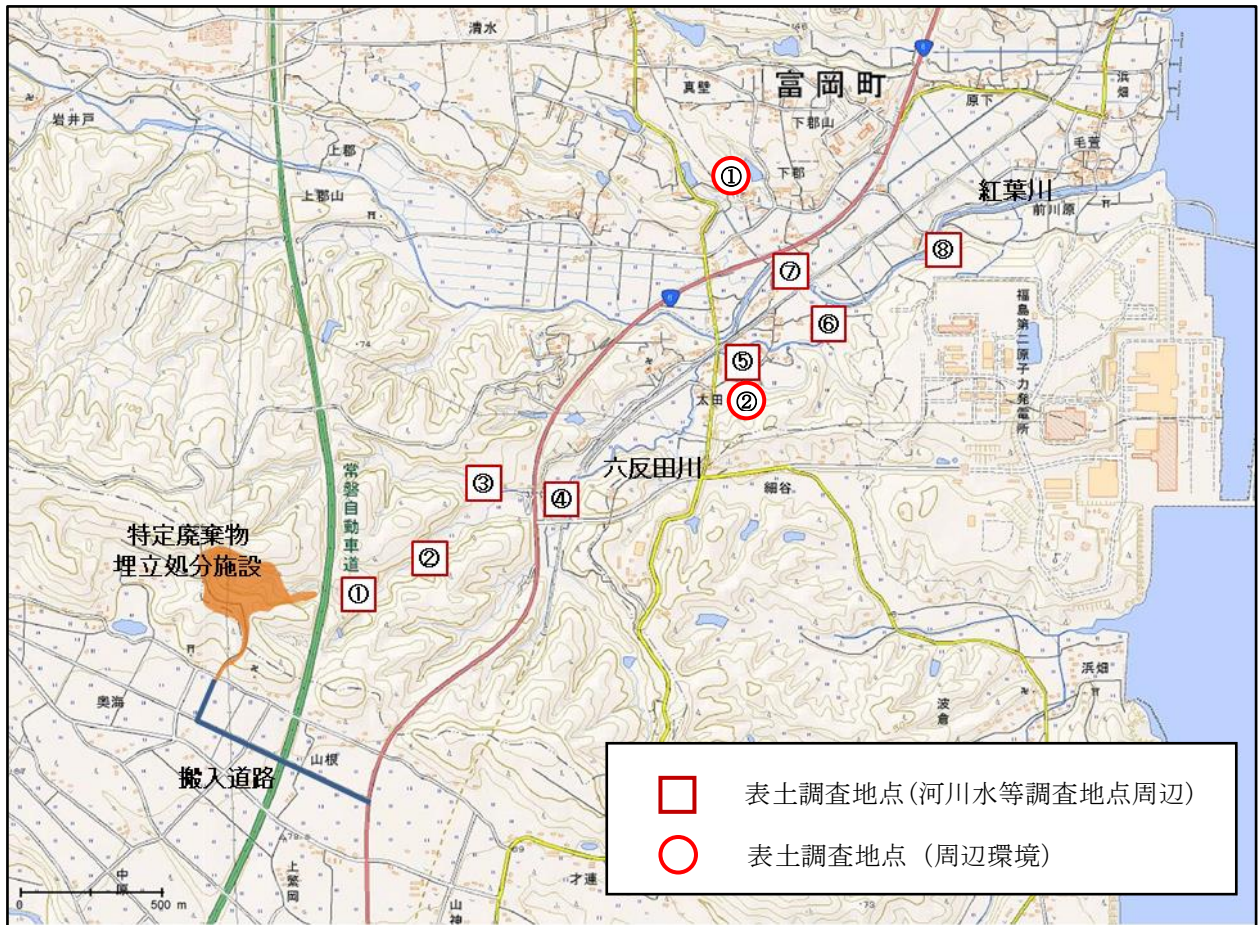 清水
富岡町
真壁
原下
浜畑
岩井戸
下郡山
毛萱
上郡
①
下郡
紅葉川
上郡山
前川原
⑧
⑦
6
⑥
福島第二原子力発電所
74
⑤
太田
②
③
④
六反田川
細谷
常磐自動車道
特定廃棄物
埋立処分施設
②
①
浜畑
奥海
波倉
山根
搬入道路
上繁岡
中原
山神
才連
69
73
0 500 m
表土調査地点(河川水等調査地点周辺)
表土調査地点(周辺環境)